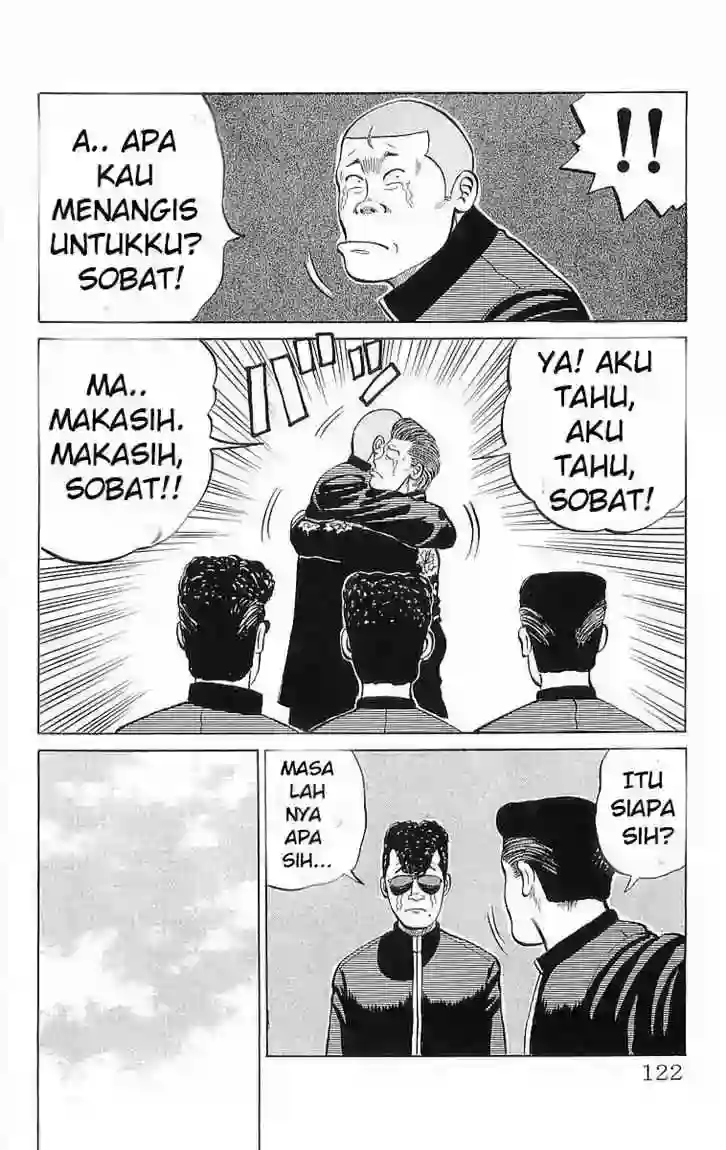 !!
A.. APA
KAU
MENANGIS
UNTUKKU?
SOBAT!
YA! AKU
TAHU,
AKU
TAHU,
SOBAT!
MA..
MAKASIH.
MAKASIH,
SOBAT!!
ITU
SIAPA
SIH?
MASA
LAH
NYA
APA
SIH...
122